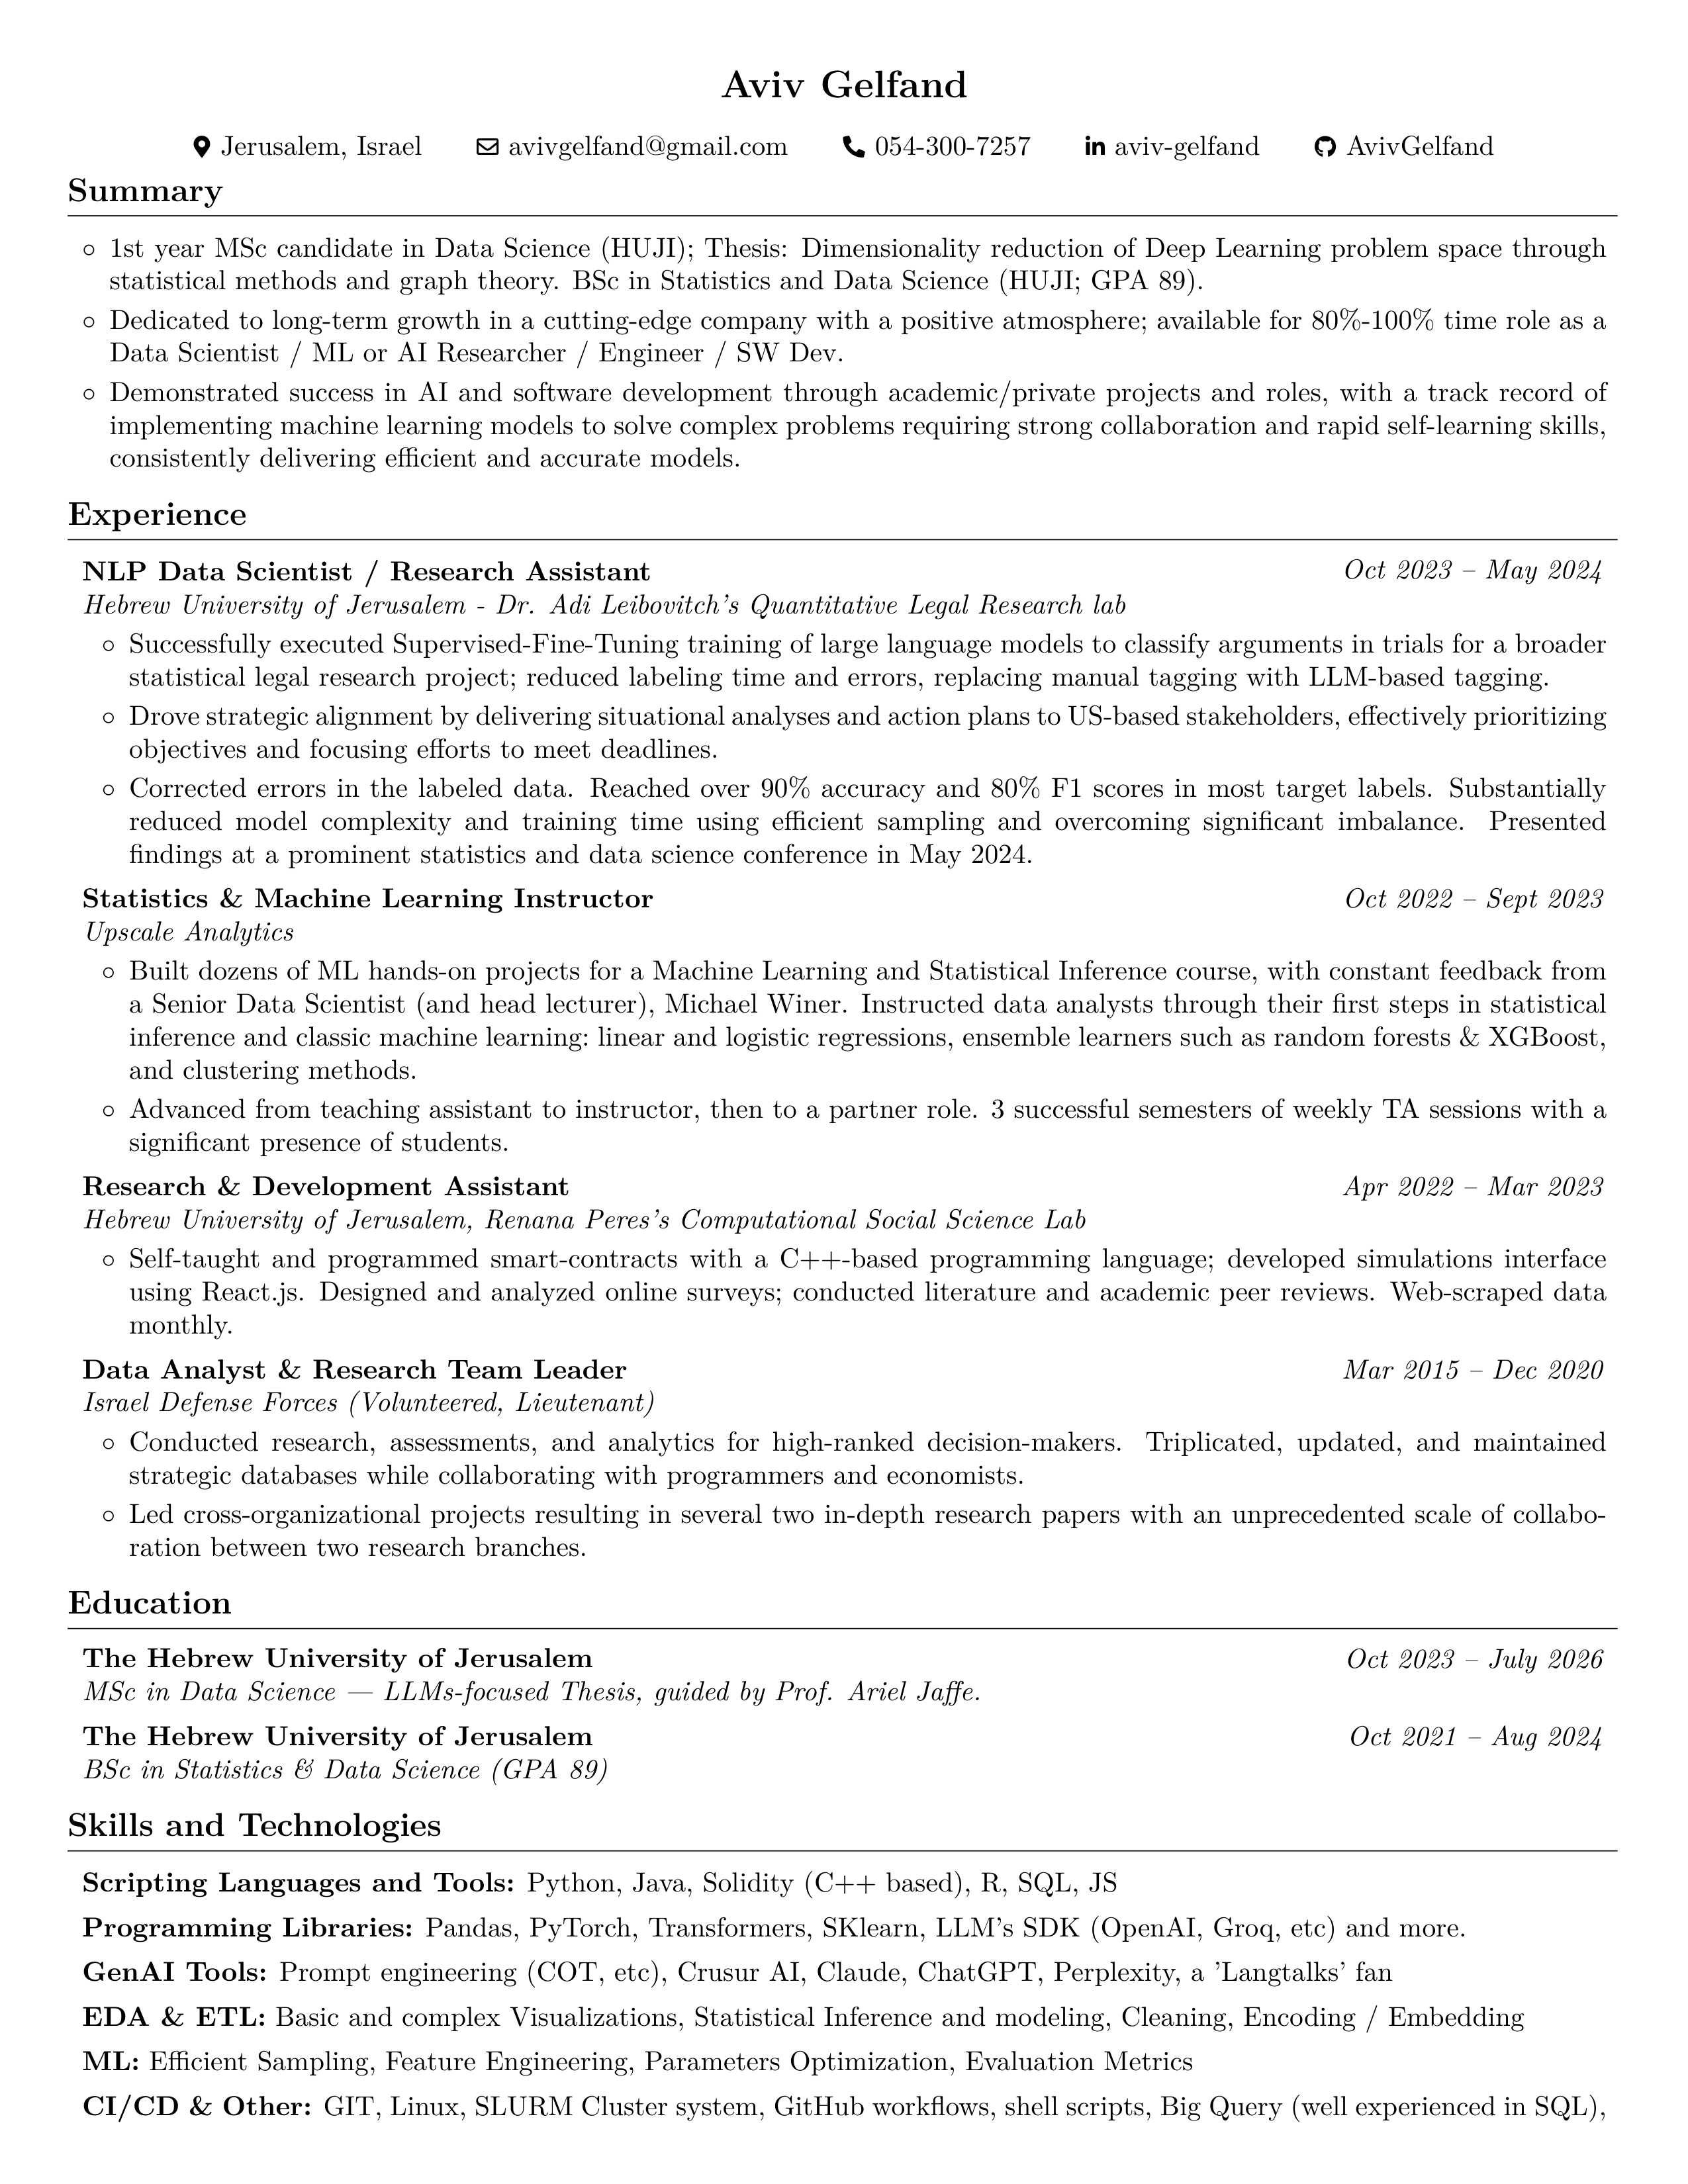 Aviv Gelfand
Jerusalem, Israel avivgelfand@gmail.com 054-300-7257 aviv-gelfand AvivGelfand
Summary
◦ 1st year MSc candidate in Data Science (HUJI); Thesis: Dimensionality reduction of Deep Learning problem space through
statistical methods and graph theory. BSc in Statistics and Data Science (HUJI; GPA 89).
◦ Dedicated to long-term growth in a cutting-edge company with a positive atmosphere; available for 80%-100% time role as a
Data Scientist / ML or AI Researcher / Engineer / SW Dev.
◦ Demonstrated success in AI and software development through academic/private projects and roles, with a track record of
implementing machine learning models to solve complex problems requiring strong collaboration and rapid self-learning skills,
consistently delivering efficient and accurate models.
Experience
NLP Data Scientist / Research Assistant Oct 2023 – May 2024
Hebrew University of Jerusalem - Dr. Adi Leibovitch's Quantitative Legal Research lab
◦ Successfully executed Supervised-Fine-Tuning training of large language models to classify arguments in trials for a broader
statistical legal research project; reduced labeling time and errors, replacing manual tagging with LLM-based tagging.
◦ Drove strategic alignment by delivering situational analyses and action plans to US-based stakeholders, effectively prioritizing
objectives and focusing efforts to meet deadlines.
◦ Corrected errors in the labeled data. Reached over 90% accuracy and 80% F1 scores in most target labels. Substantially
reduced model complexity and training time using efficient sampling and overcoming significant imbalance. Presented
findings at a prominent statistics and data science conference in May 2024.
Statistics & Machine Learning Instructor Oct 2022 – Sept 2023
Upscale Analytics
◦ Built dozens of ML hands-on projects for a Machine Learning and Statistical Inference course, with constant feedback from
a Senior Data Scientist (and head lecturer), Michael Winer. Instructed data analysts through their first steps in statistical
inference and classic machine learning: linear and logistic regressions, ensemble learners such as random forests & XGBoost,
and clustering methods.
◦ Advanced from teaching assistant to instructor, then to a partner role. 3 successful semesters of weekly TA sessions with a
significant presence of students.
Research & Development Assistant Apr 2022 – Mar 2023
Hebrew University of Jerusalem, Renana Peres's Computational Social Science Lab
◦ Self-taught and programmed smart-contracts with a C++-based programming language; developed simulations interface
using React.js. Designed and analyzed online surveys; conducted literature and academic peer reviews. Web-scraped data
monthly.
Data Analyst & Research Team Leader Mar 2015 – Dec 2020
Israel Defense Forces (Volunteered, Lieutenant)
◦ Conducted research, assessments, and analytics for high-ranked decision-makers. Triplicated, updated, and maintained
strategic databases while collaborating with programmers and economists.
◦ Led cross-organizational projects resulting in several two in-depth research papers with an unprecedented scale of collabo-
ration between two research branches.
Education
The Hebrew University of Jerusalem Oct 2023 – July 2026
MSc in Data Science — LLMs-focused Thesis, guided by Prof. Ariel Jaffe.
The Hebrew University of Jerusalem Oct 2021 – Aug 2024
BSc in Statistics & Data Science (GPA 89)
Skills and Technologies
Scripting Languages and Tools: Python, Java, Solidity (C++ based), R, SQL, JS
Programming Libraries: Pandas, PyTorch, Transformers, SKlearn, LLM's SDK (OpenAI, Groq, etc) and more.
GenAI Tools: Prompt engineering (COT, etc), Crusur AI, Claude, ChatGPT, Perplexity, a 'Langtalks' fan
EDA & ETL: Basic and complex Visualizations, Statistical Inference and modeling, Cleaning, Encoding / Embedding
ML: Efficient Sampling, Feature Engineering, Parameters Optimization, Evaluation Metrics
CI/CD & Other: GIT, Linux, SLURM Cluster system, GitHub workflows, shell scripts, Big Query (well experienced in SQL),